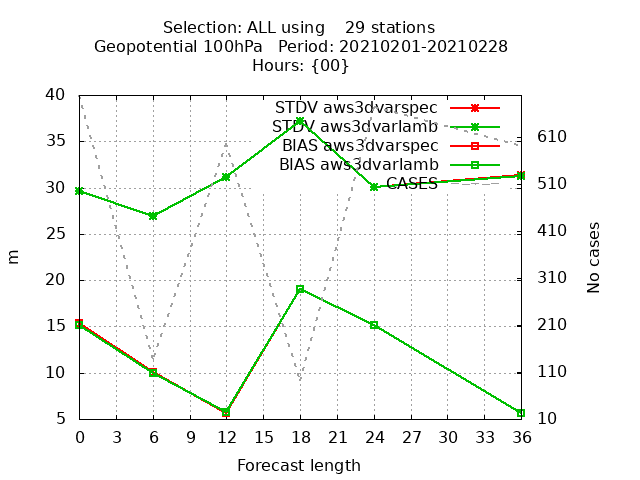 Selection: ALL using    29 stations
Geopotential 100hPa   Period: 20210201-20210228
Hours: {00}
40
35
30
25
20
15
10
5
m
STDV aws3dvarspec
STDV aws3dvarlamb
BIAS aws3dvarspec
BIAS aws3dvarlamb
CASES
610
510
410
310
210
110
10
No cases
0 3 6 9 12 15 18 21 24 27 30 33 36
Forecast length